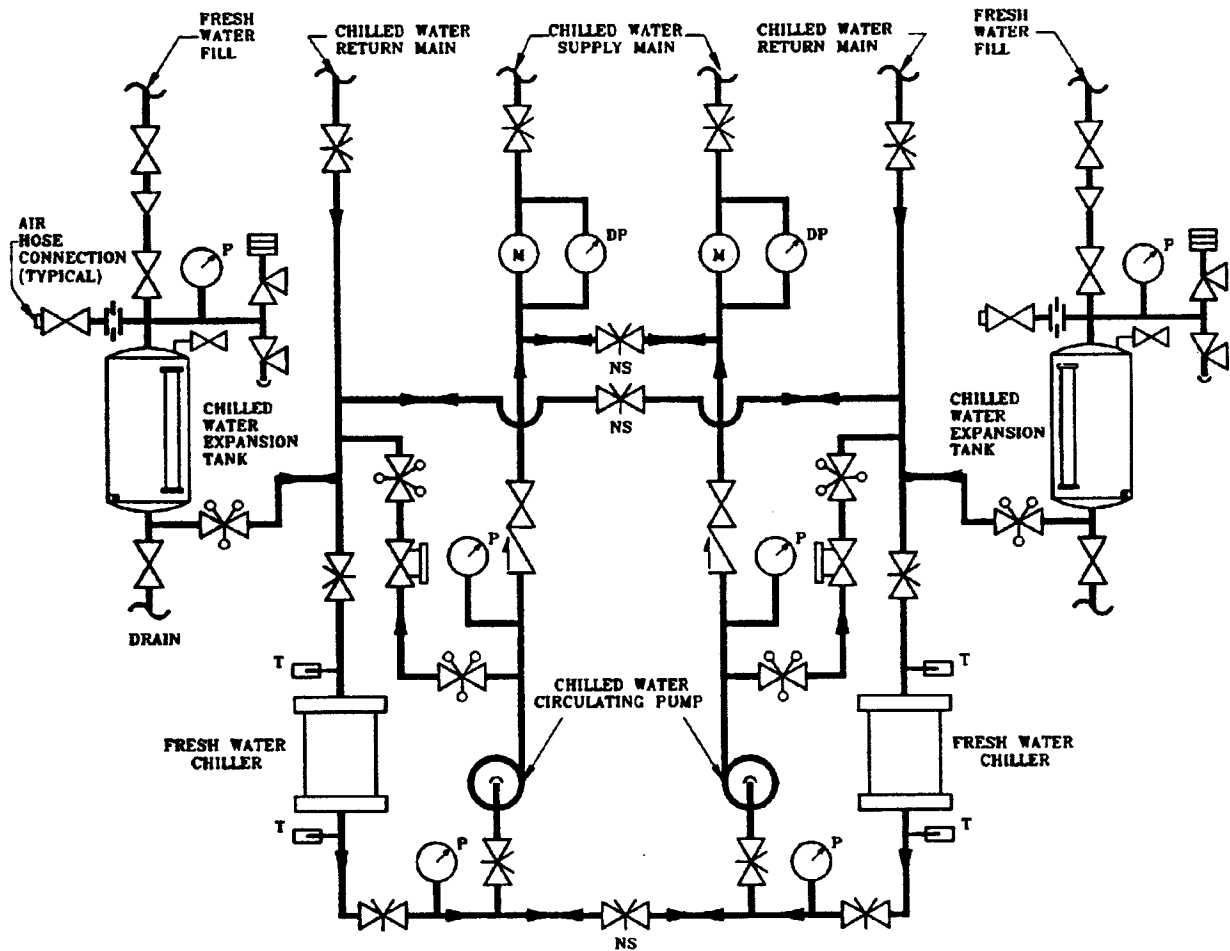 FRESH
WATER
FILL
CHILLED WATER
RETURN MAIN
CHILLED WATER
SUPPLY MAIN
CHILLED WATER
RETURN MAIN
FRESH
WATER
FILL
AIR
HOSE
CONNECTION
(TYPICAL)
P
M
DP
M
DP
P
NS
NS
CHILLED
WATER
EXPANSION
TANK
CHILLED
WATER
EXPANSION
TANK
P
P
DRAIN
T
T
CHILLED WATER
CIRCULATING PUMP
FRESH WATER
CHILLER
FRESH WATER
CHILLER
T
T
P
P
NS